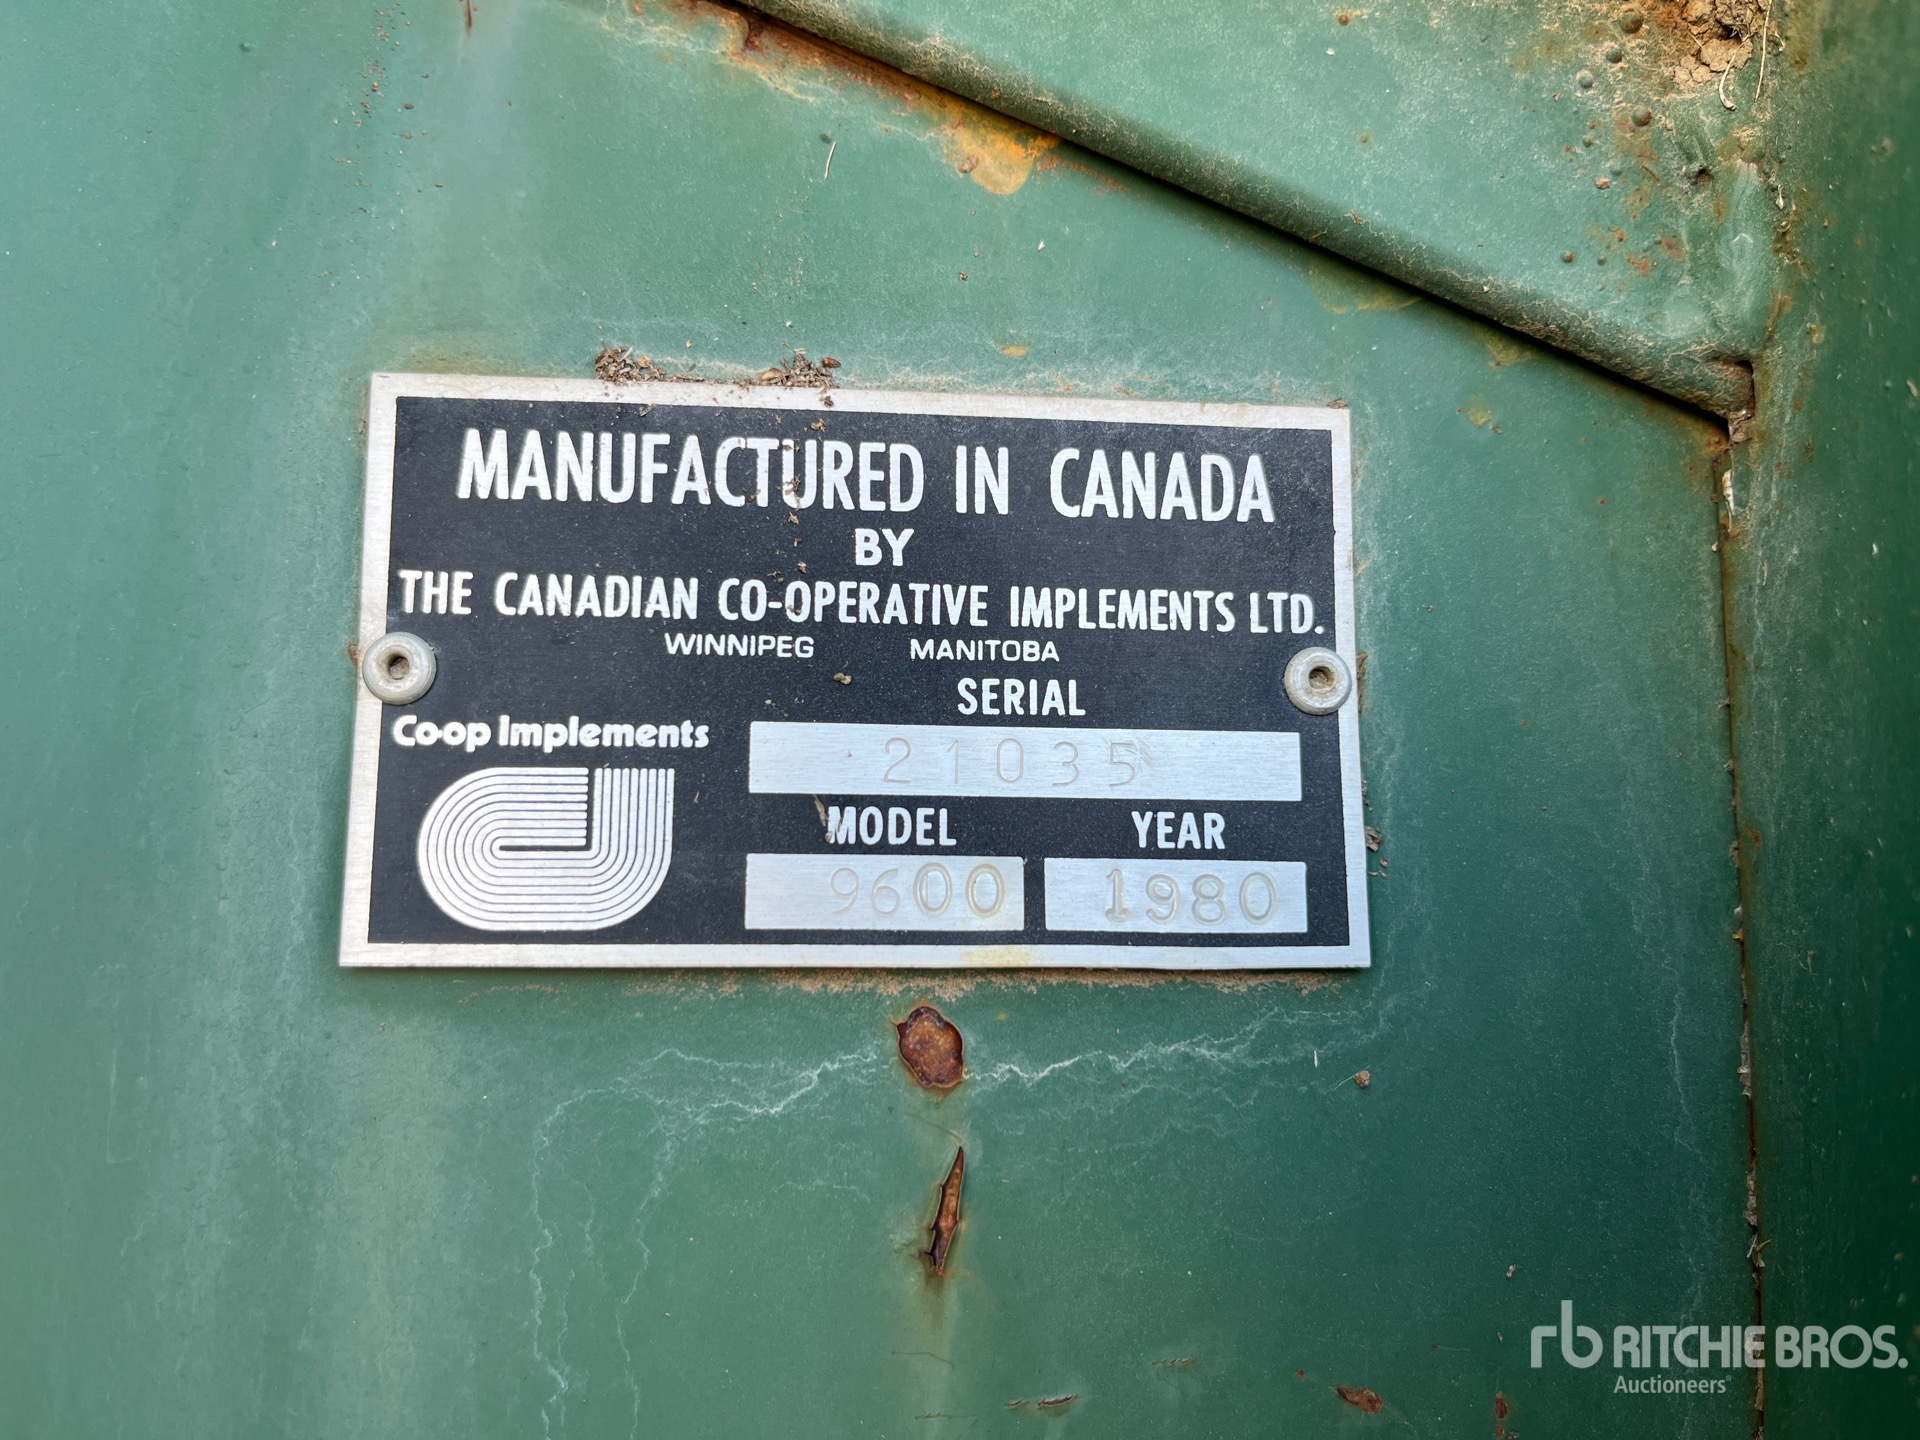 MANUFACTURED IN CANADA
BY
THE CANADIAN CO-OPERATIVE IMPLEMENTS LTD.
WINNIPEG MANITOBA
SERIAL
Co-op Implements
21035
MODEL YEAR
9600 1980
rb RITCHIE BROS.
Auctioneers